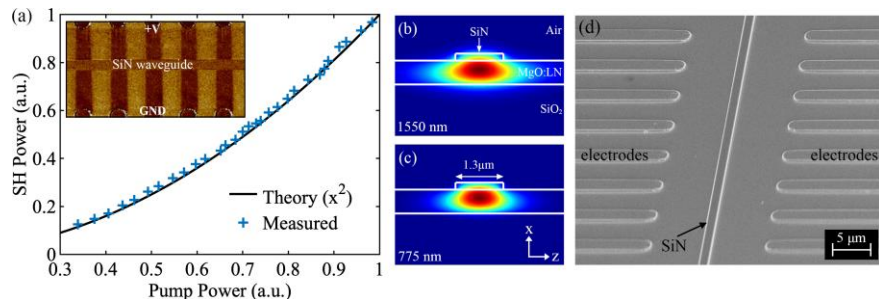 (a)
SH Power (a.u.)
1
0.8
0.6
0.4
0.2
0
+V
SiN waveguide
GND
Theory (x²)
Measured
0.3 0.4 0.5 0.6 0.7 0.8 0.9 1
Pump Power (a.u.)
(b)
SiN
Air
MgO:LN
SiO₂
1550 nm
(c)
1.3µm
X
Z
775 nm
(d)
electrodes
electrodes
SiN
5 µm